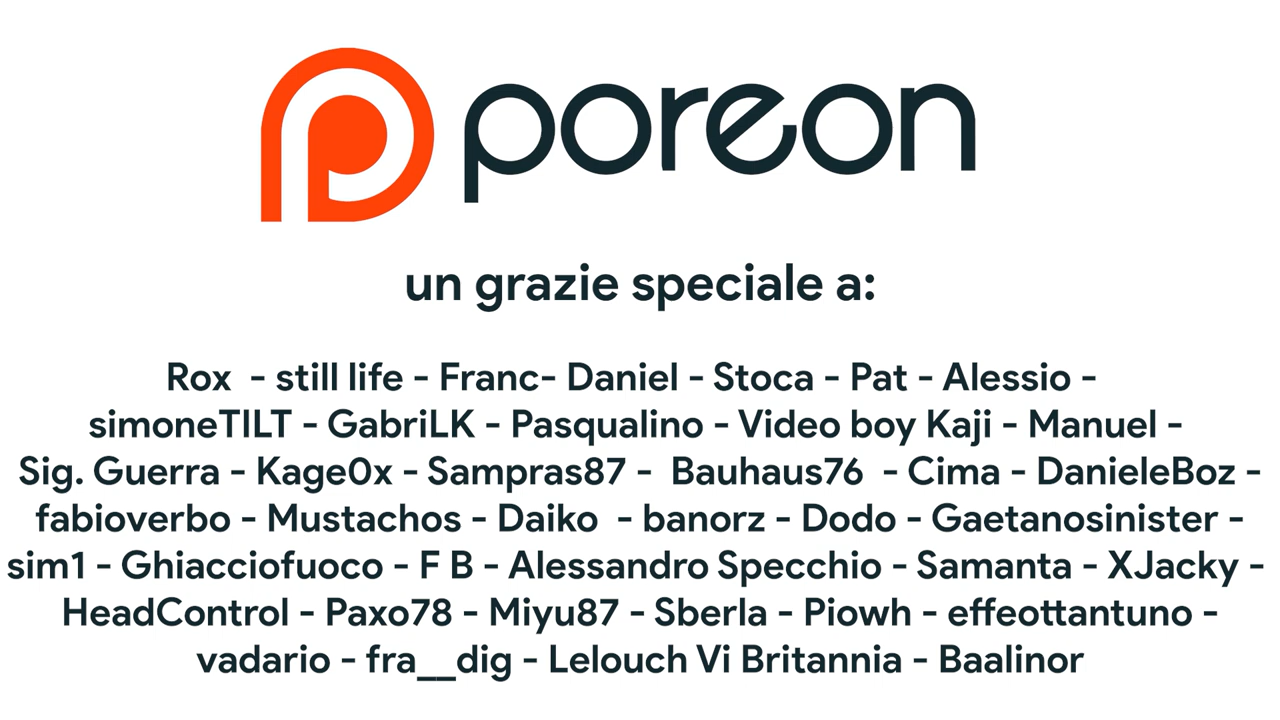 poreon
un grazie speciale a:
Rox - still life - Franc- Daniel - Stoca - Pat - Alessio -
simoneTILT - GabriLK - Pasqualino - Video boy Kaji - Manuel -
Sig. Guerra - Kage0x - Sampras87 - Bauhaus76 - Cima - DanieleBoz -
fabioverbo - Mustachos - Daiko - banorz - Dodo - Gaetanosinister -
sim1 - Ghiacciofuoco - F B - Alessandro Specchio - Samanta - XJacky -
HeadControl - Paxo78 - Miyu87 - Sberla - Piowh - effeottantuno -
vadario - fra__dig - Lelouch Vi Britannia - Baalinor